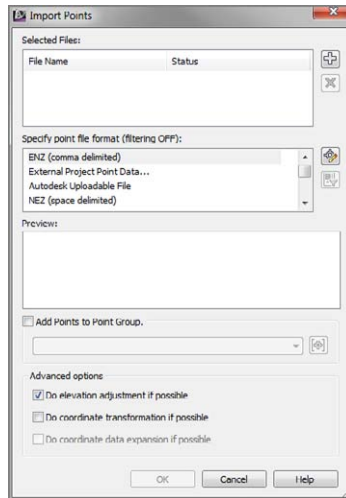 Import Points
Selected Files:
File Name Status
Specify point file format (filtering OFF):
ENZ (comma delimited)
External Project Point Data...
Autodesk Uploadable File
NEZ (space delimited)
Preview:
Add Points to Point Group.
Advanced options
Do elevation adjustment if possible
Do coordinate transformation if possible
Do coordinate data expansion if possible
OK Cancel Help